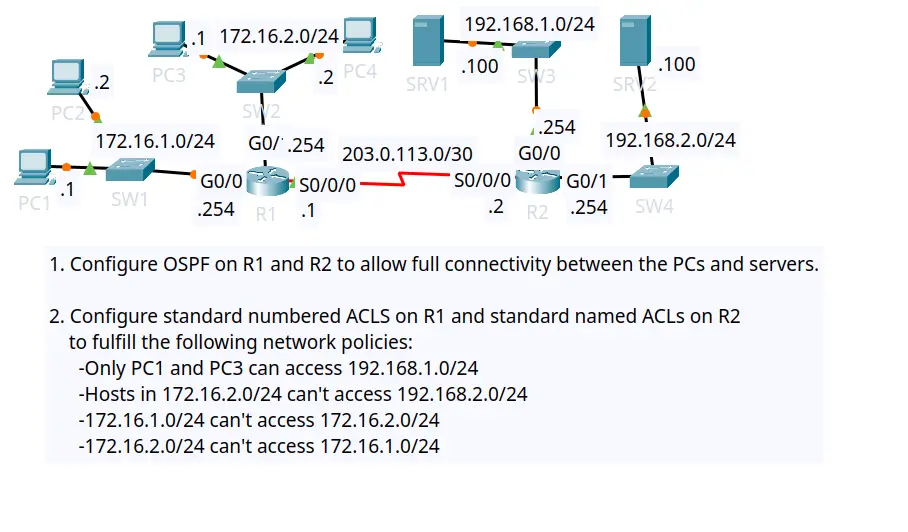 .1
172.16.2.0/24
192.168.1.0/24
PC3
PC4
.2
.100
SRV1
SW3
.100
SRV2
.2
PC2
SW2
172.16.1.0/24
G0/
.254
.254
192.168.2.0/24
203.0.113.0/30
G0/0
PC1
.1
SW1
G0/0
S0/0/0
S0/0/0
G0/1
.254
R1
.1
.2
R2
.254
SW4
1. Configure OSPF on R1 and R2 to allow full connectivity between the PCs and servers.
2. Configure standard numbered ACLS on R1 and standard named ACLs on R2
to fulfill the following network policies:
-Only PC1 and PC3 can access 192.168.1.0/24
-Hosts in 172.16.2.0/24 can't access 192.168.2.0/24
-172.16.1.0/24 can't access 172.16.2.0/24
-172.16.2.0/24 can't access 172.16.1.0/24